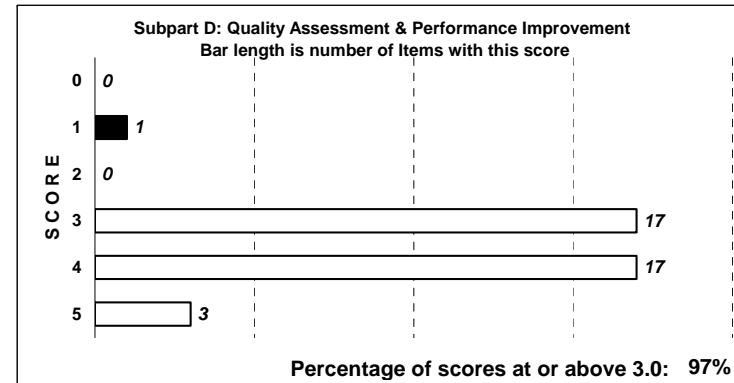 Subpart D: Quality Assessment & Performance Improvement
Bar length is number of Items with this score
SCORE
0 0
1 1
2 0
3 17
4 17
5 3
Percentage of scores at or above 3.0: 97%